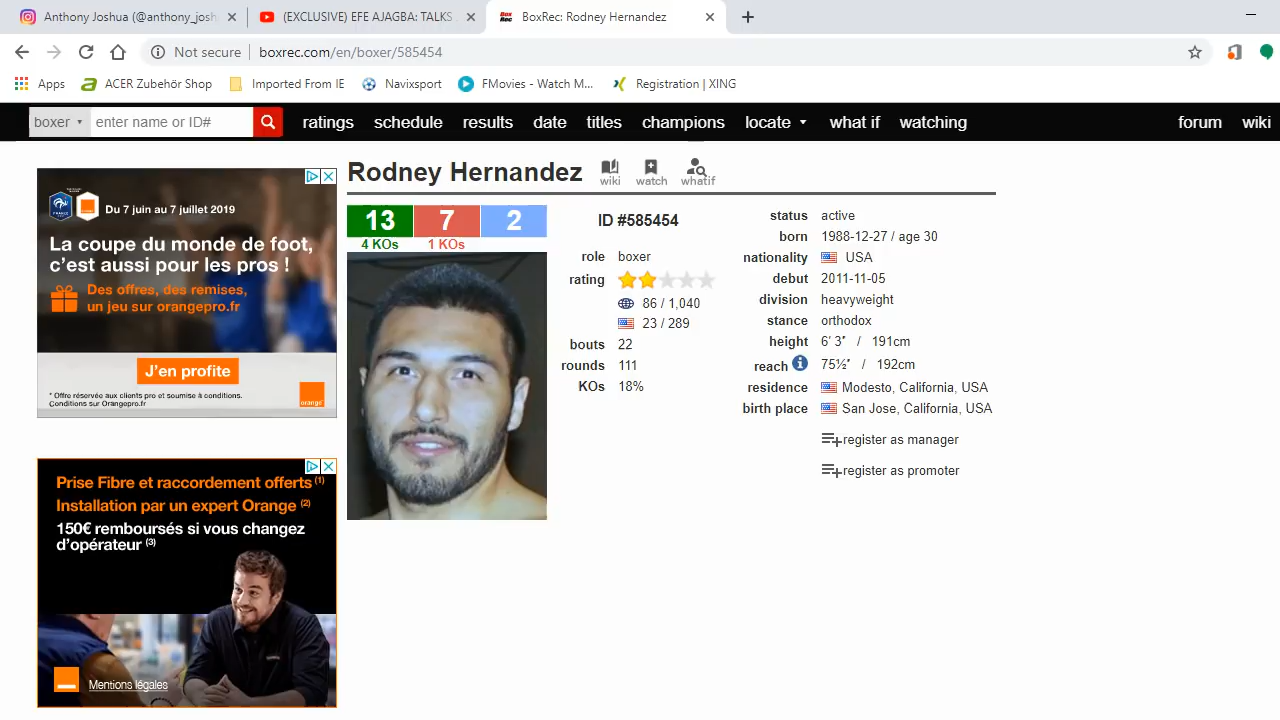 Anthony Joshua (@anthony_josh
(EXCLUSIVE) EFE AJAGBA: TALKS
BoxRec: Rodney Hernandez
Not secure
boxrec.com/en/boxer/585454
Apps
ACER Zubehör Shop
Imported From IE
Navixsport
FMovies - Watch M...
Registration | XING
boxer
enter name or ID#
ratings
schedule
results
date
titles
champions
locate
what if
watching
forum
wiki
Du 7 juin au 7 juillet 2019
La coupe du monde de foot,
c'est aussi pour les pros !
Des offres, des remises,
un jeu sur orangepro.fr
J'en profite
* Offre réservée aux clients pro et soumise à conditions.
Conditions sur Orangepro.fr
orange
Prise Fibre et raccordement offerts (1)
Installation par un expert Orange (2)
150€ remboursés si vous changez
d'opérateur (3)
Mentions légales
Rodney Hernandez
wiki
watch
whatif
13 7 2
4 KOs 1 KOs
ID #585454
role boxer
rating
86 / 1,040
23 / 289
bouts 22
rounds 111
KOs 18%
status active
born 1988-12-27 / age 30
nationality USA
debut 2011-11-05
division heavyweight
stance orthodox
height 6′ 3″ / 191cm
reach 75½″ / 192cm
residence Modesto, California, USA
birth place San Jose, California, USA
register as manager
register as promoter